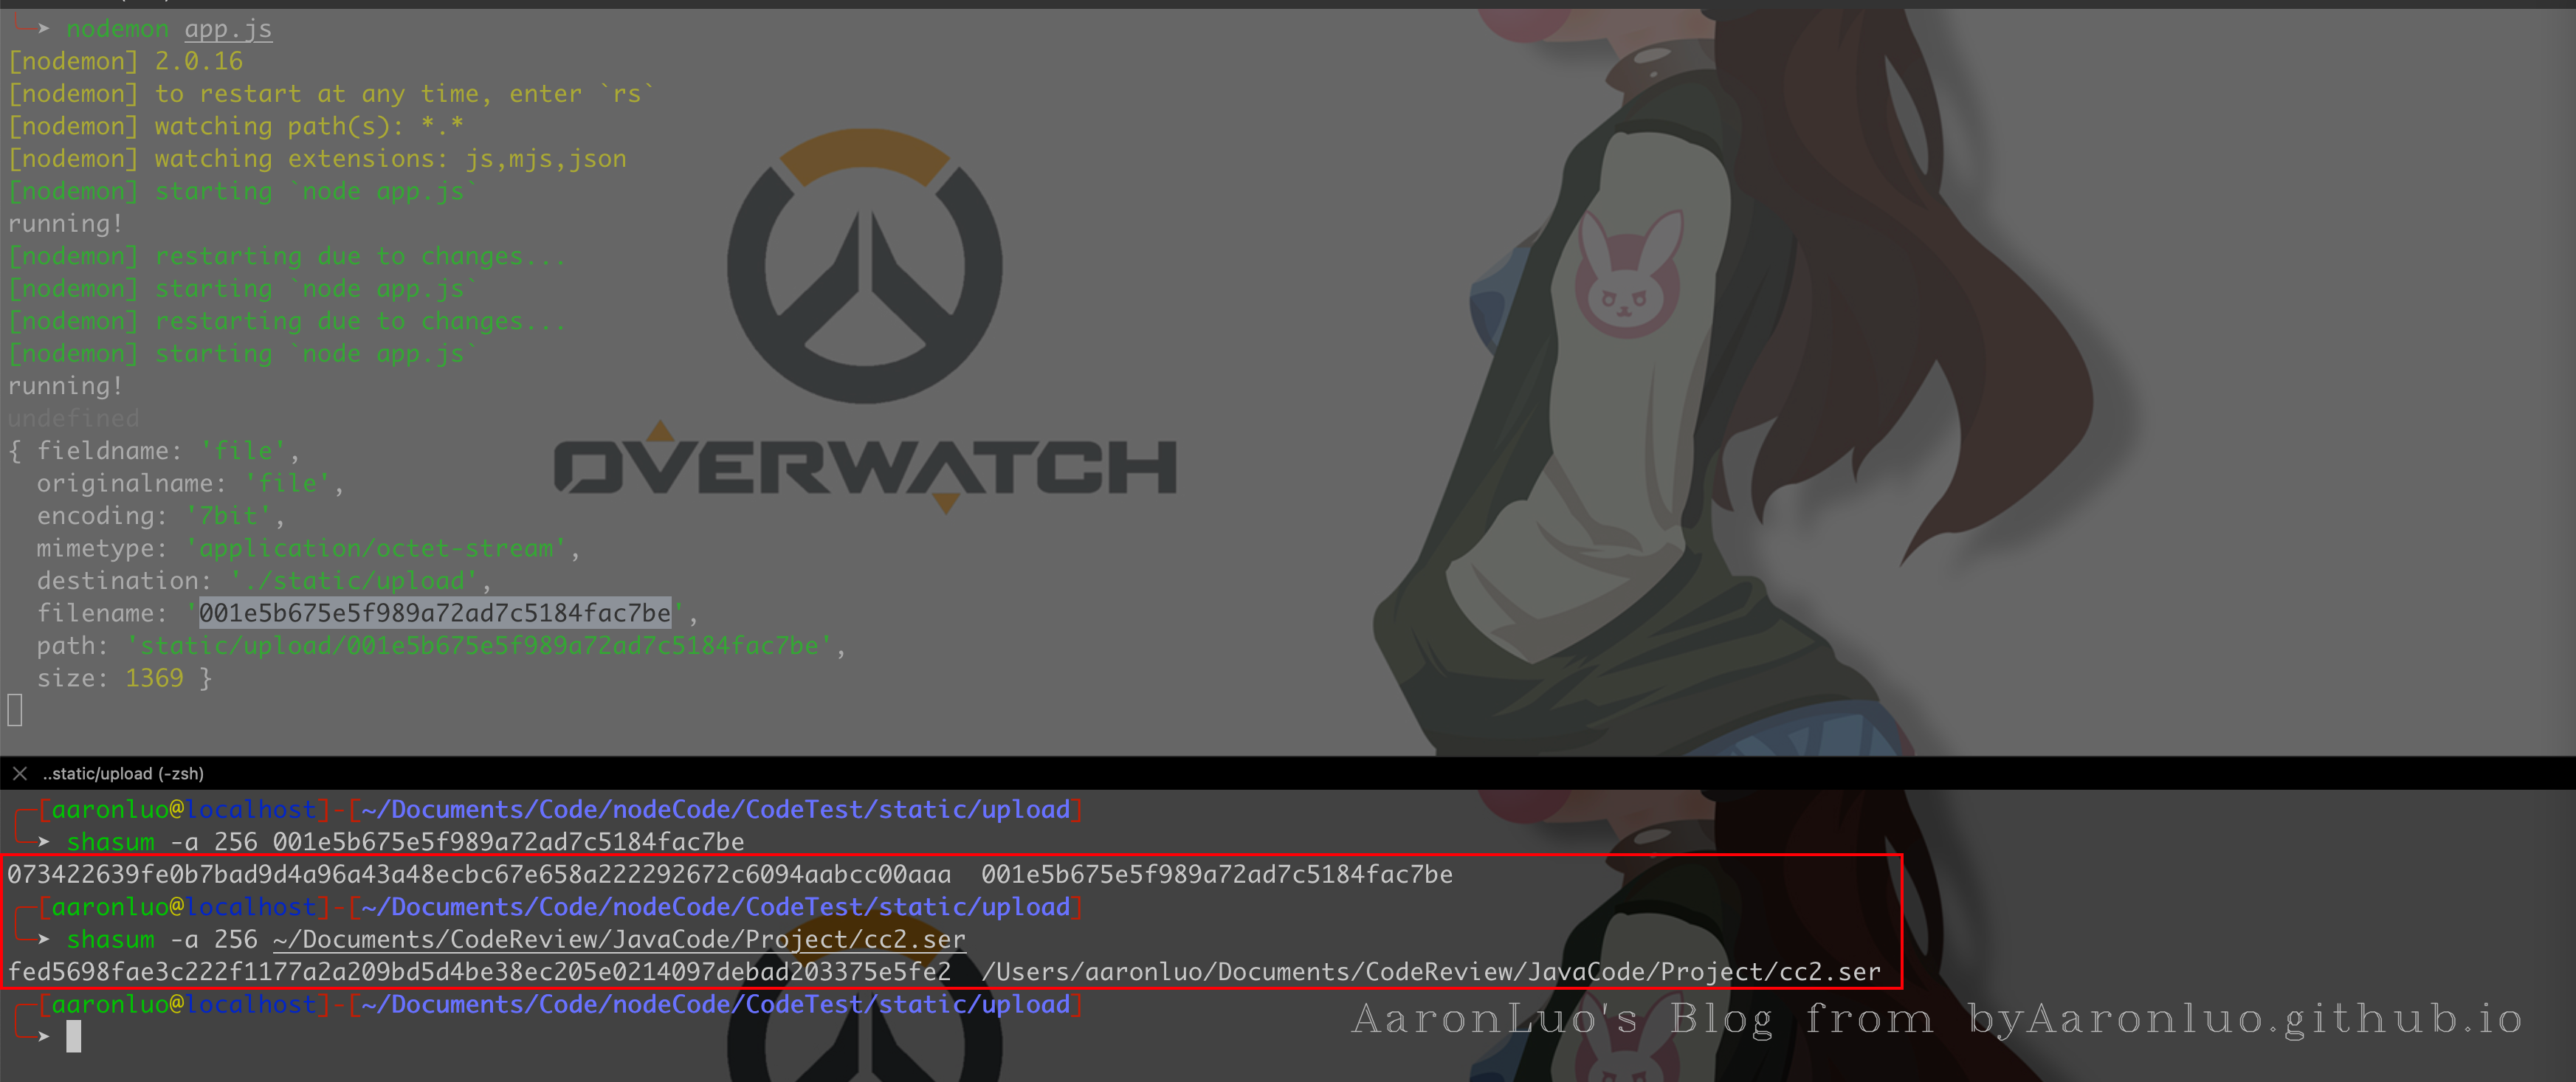 nodemon app.js
[nodemon] 2.0.16
[nodemon] to restart at any time, enter `rs`
[nodemon] watching path(s): *.*
[nodemon] watching extensions: js,mjs,json
[nodemon] starting `node app.js`
running!
[nodemon] restarting due to changes...
[nodemon] starting `node app.js`
[nodemon] restarting due to changes...
[nodemon] starting `node app.js`
running!
undefined
{ fieldname: 'file',
originalname: 'file',
encoding: '7bit',
mimetype: 'application/octet-stream',
destination: './static/upload',
filename: '001e5b675e5f989a72ad7c5184fac7be',
path: 'static/upload/001e5b675e5f989a72ad7c5184fac7be',
size: 1369 }
OVERWATCH
..static/upload (-zsh)
[aaronluo@localhost]-[~/Documents/Code/nodeCode/CodeTest/static/upload]
shasum -a 256 001e5b675e5f989a72ad7c5184fac7be
073422639fe0b7bad9d4a96a43a48ecbc67e658a222292672c6094aabcc00aaa  001e5b675e5f989a72ad7c5184fac7be
[aaronluo@localhost]-[~/Documents/Code/nodeCode/CodeTest/static/upload]
shasum -a 256 ~/Documents/CodeReview/JavaCode/Project/cc2.ser
fed5698fae3c222f1177a2a209bd5d4be38ec205e0214097debad203375e5fe2  /Users/aaronluo/Documents/CodeReview/JavaCode/Project/cc2.ser
[aaronluo@localhost]-[~/Documents/Code/nodeCode/CodeTest/static/upload]
AaronLuo's Blog from byAaronluo.github.io